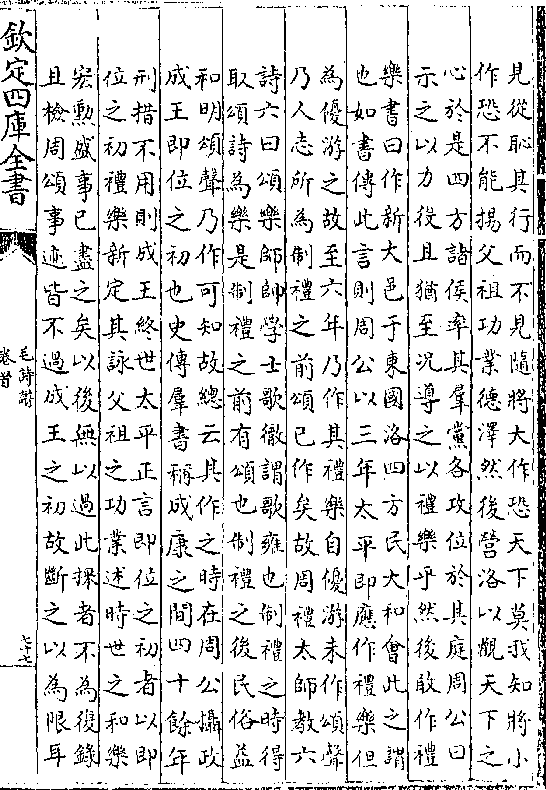 見從恥其行而不見隨將大作恐天下莫我知將小
作恐不能揚父祖功業德澤然後營洛以觀天下之
心於是四方諸侯率其羣黨各攻位於其庭周公曰
示之以力役且猶至況導之以禮樂乎然後敢作禮
樂書曰作新大邑于東國洛四方民大和會此之謂
也如書傳此言則周公以三年太平即應作禮樂但
為優游之故至六年乃作其禮樂自優游未作頌聲
乃人志所為制禮之前頌已作矣故周禮太師教六
詩六曰頌樂師帥學士歌徹謂歌雍也制禮之時得
取頌詩為樂是制禮之前有頌也制禮之後民俗益
和明頌聲乃作可知故總云其作之時在周公攝政
成王即位之初也史傳羣書稱成康之間四十餘年
刑措不用則成王終世太平正言即位之初者以即
位之初禮樂新定其詠父祖之功業述時世之和樂
宏勲盛事已盡之矣以後無以過此採者不為復錄
且檢周頌事迹皆不過成王之初故斷之以為限耳
欽定四庫全書
毛詩譜
卷首
七十七